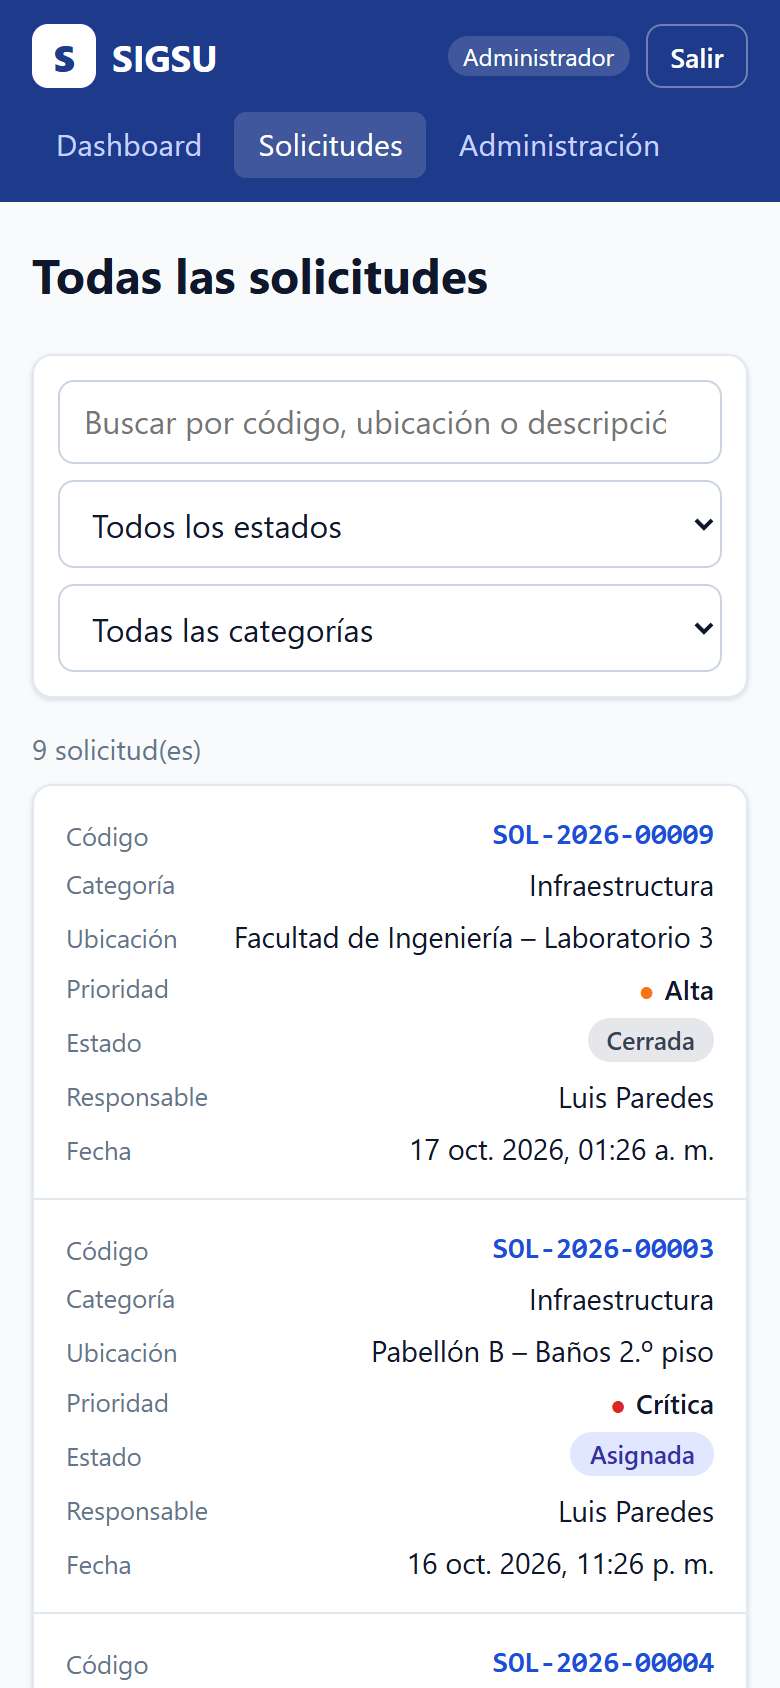 S SIGSU Administrador Salir
Dashboard Solicitudes Administración
Todas las solicitudes
Buscar por código, ubicación o descripció
Todos los estados
Todas las categorías
9 solicitud(es)
Código SOL-2026-00009
Categoría Infraestructura
Ubicación Facultad de Ingeniería – Laboratorio 3
Prioridad Alta
Estado Cerrada
Responsable Luis Paredes
Fecha 17 oct. 2026, 01:26 a. m.
Código SOL-2026-00003
Categoría Infraestructura
Ubicación Pabellón B – Baños 2.º piso
Prioridad Crítica
Estado Asignada
Responsable Luis Paredes
Fecha 16 oct. 2026, 11:26 p. m.
Código SOL-2026-00004